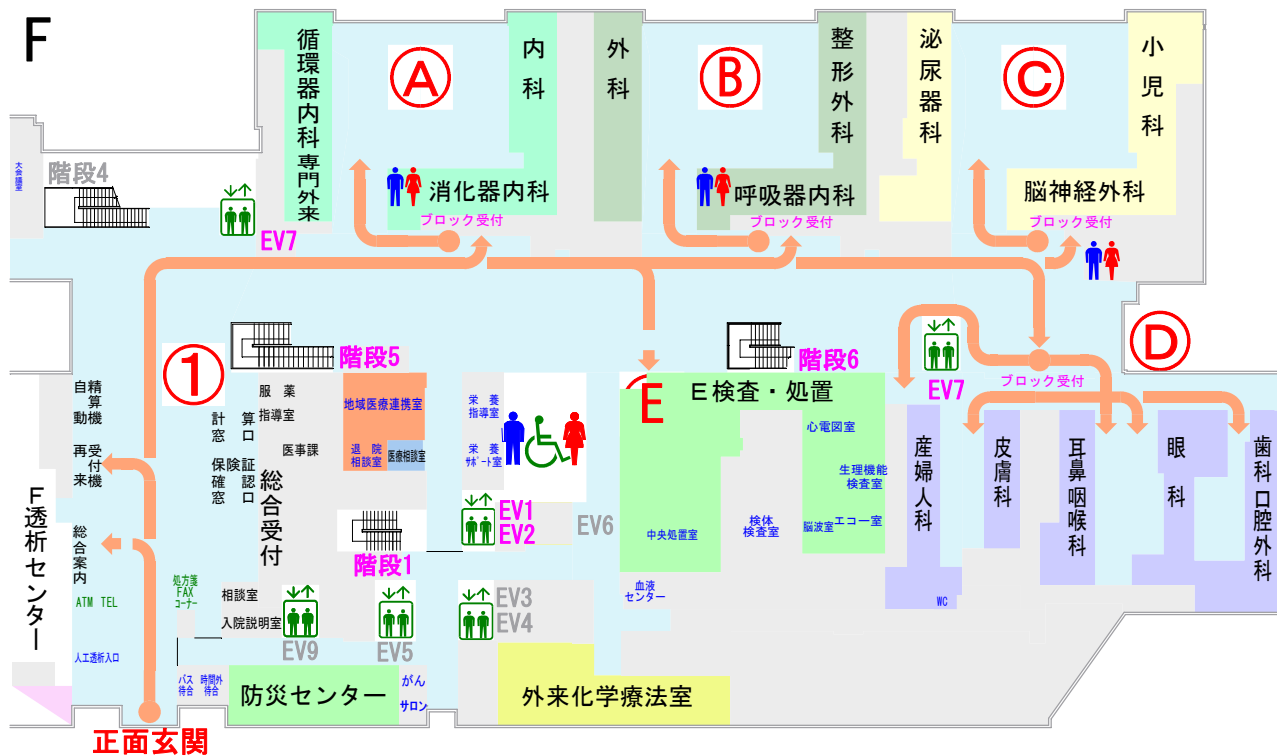 F
循環器内科 専門外来
Ⓐ
内科
外科
Ⓑ
整形外科
泌尿器科
Ⓒ
小児科
大会議室
階段4
EV7
消化器内科
ブロック受付
呼吸器内科
ブロック受付
脳神経外科
ブロック受付
①
階段5
階段6
EV7
ブロック受付
Ⓓ
自動精算機
再来受付機
総合案内
ATM TEL
人工透析入口
F透析センター
計算窓口
保険証確認窓口
服薬
指導室
医事課
総合受付
地域医療連携室
退院
相談室
医療相談室
階段1
栄養
指導室
栄養
サポート室
EV1
EV2
EV6
E
E検査・処置
心電図室
生理機能
検査室
脳波室
エコー室
検体
検査室
中央処置室
血液
センター
産婦人科
皮膚科
耳鼻咽喉科
眼科
歯科口腔外科
WC
処方箋
FAX
コーナー
相談室
入院説明室
EV9
EV5
EV3
EV4
バス
待合
時間外
待合
防災センター
がん
サロン
外来化学療法室
正面玄関